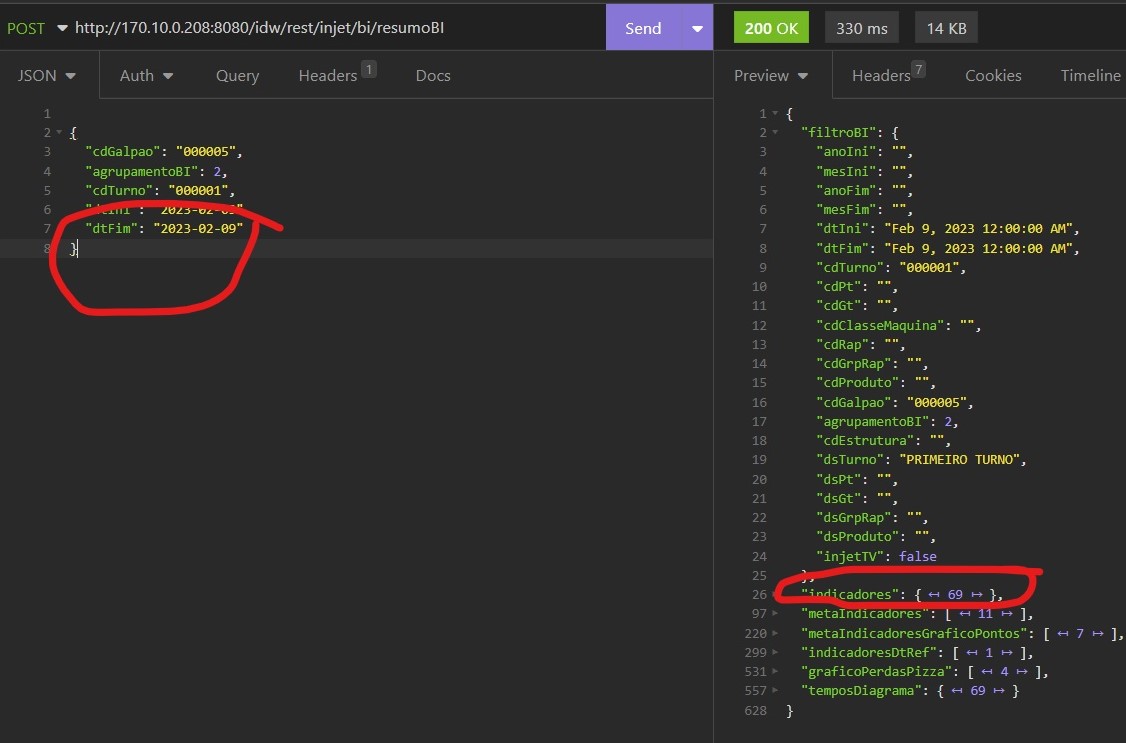 POST http://170.10.0.208:8080/idw/rest/injet/bi/resumoBI Send 200 OK 330 ms 14 KB
JSON Auth Query Headers 1 Docs Preview Headers 7 Cookies Timeline
1
2 {
3 "cdGalpao": "000005",
4 "agrupamentoBI": 2,
5 "cdTurno": "000001",
6 "dtIni": "2023-02-09"
7 "dtFim": "2023-02-09"
8 }
1 {
2 "filtroBI": {
3 "anoIni": "",
4 "mesIni": "",
5 "anoFim": "",
6 "mesFim": "",
7 "dtIni": "Feb 9, 2023 12:00:00 AM",
8 "dtFim": "Feb 9, 2023 12:00:00 AM",
9 "cdTurno": "000001",
10 "cdPt": "",
11 "cdGt": "",
12 "cdClasseMaquina": "",
13 "cdRap": "",
14 "cdGrpRap": "",
15 "cdProduto": "",
16 "cdGalpao": "000005",
17 "agrupamentoBI": 2,
18 "cdEstrutura": "",
19 "dsTurno": "PRIMEIRO TURNO",
20 "dsPt": "",
21 "dsGt": "",
22 "dsGrpRap": "",
23 "dsProduto": "",
24 "injetTV": false
25 },
26 "indicadores": { ↤ 69 ↦ },
97 "metaIndicadores": [ ↤ 11 ↦ ],
220 "metaIndicadoresGraficoPontos": [ ↤ 7 ↦ ],
299 "indicadoresDtRef": [ ↤ 1 ↦ ],
531 "graficoPerdasPizza": [ ↤ 4 ↦ ],
557 "temposDiagrama": { ↤ 69 ↦ }
628 }